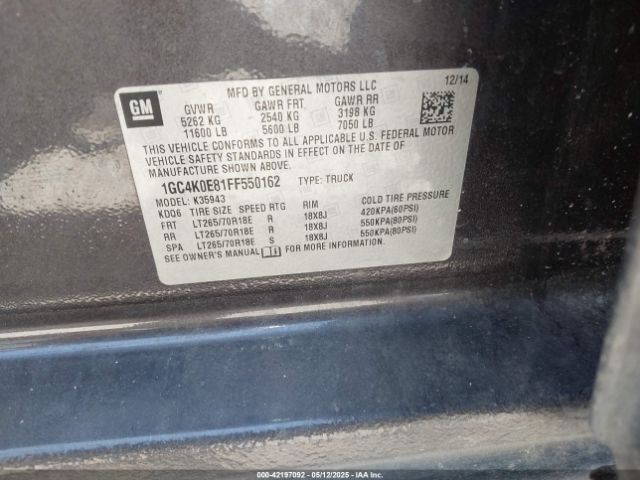 GM
MFD BY GENERAL MOTORS LLC 12/14
GVWR GAWR FRT GAWR RR
5262 KG 2540 KG 3198 KG
11600 LB 5600 LB 7050 LB
THIS VEHICLE CONFORMS TO ALL APPLICABLE U.S. FEDERAL MOTOR
VEHICLE SAFETY STANDARDS IN EFFECT ON THE DATE OF
MANUFACTURE SHOWN ABOVE.
1GC4K0E81FF550162 TYPE: TRUCK
MODEL: K35943
KDQ6 TIRE SIZE SPEED RTG RIM COLD TIRE PRESSURE
FRT LT265/70R18E R 18X8J 420KPA(60PSI)
RR LT265/70R18E R 18X8J 550KPA(80PSI)
SPA LT265/70R18E S 18X8J 550KPA(80PSI)
SEE OWNER'S MANUAL FOR ADDITIONAL INFORMATION.
000-42197092 - 05/12/2025 - COPART.COM